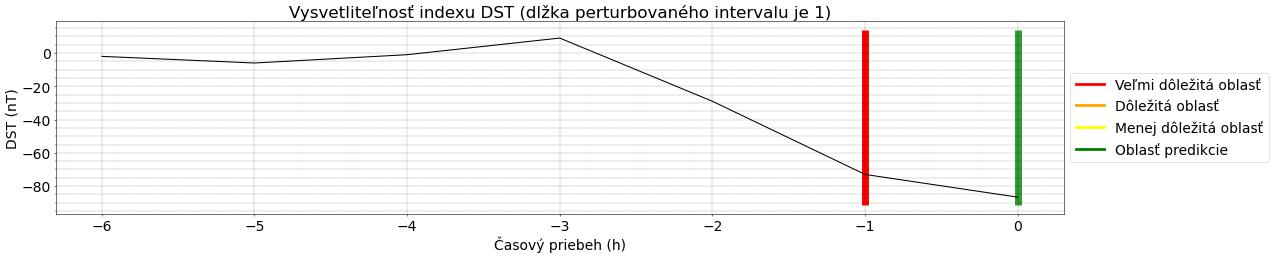 Vysvetliteľnosť indexu DST (dĺžka perturbovaného intervalu je 1)
DST (nT)
0
−20
−40
−60
−80
−6 −5 −4 −3 −2 −1 0
Časový priebeh (h)
Veľmi dôležitá oblasť
Dôležitá oblasť
Menej dôležitá oblasť
Oblasť predikcie